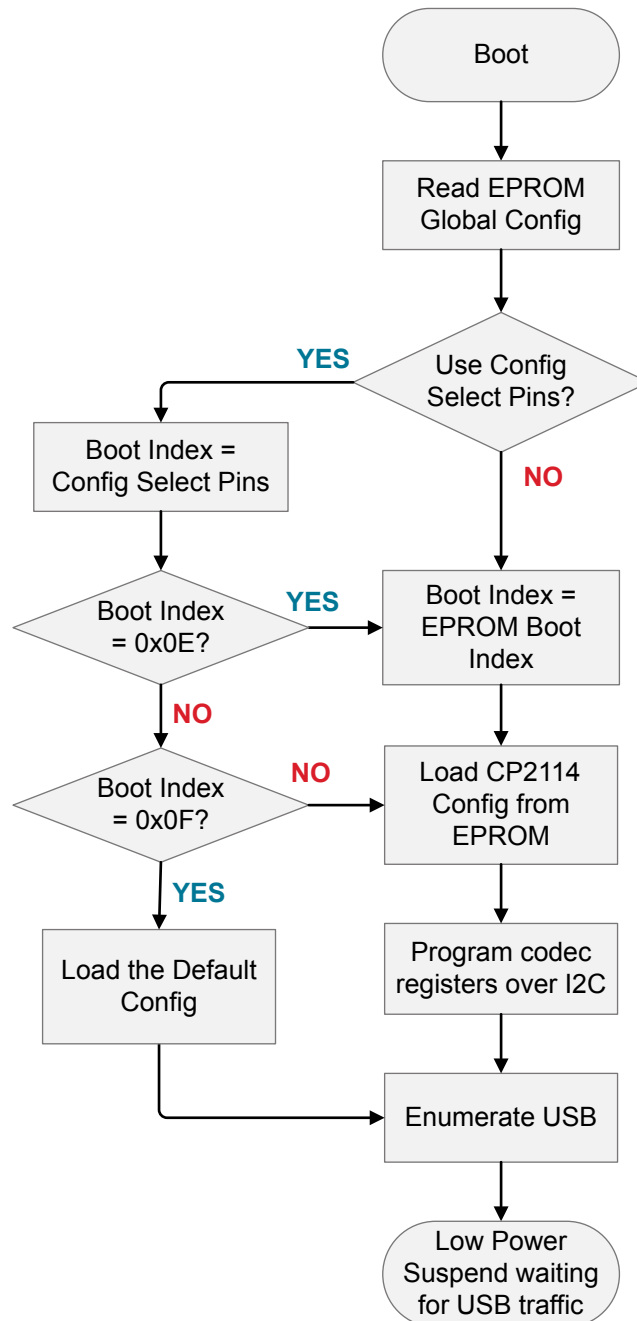 Boot
Read EPROM
Global Config
Use Config
Select Pins?
YES
NO
Boot Index =
Config Select Pins
Boot Index
= 0x0E?
YES
NO
Boot Index =
EPROM Boot
Index
Boot Index
= 0x0F?
NO
YES
Load CP2114
Config from
EPROM
Load the Default
Config
Program codec
registers over I2C
Enumerate USB
Low Power
Suspend waiting
for USB traffic